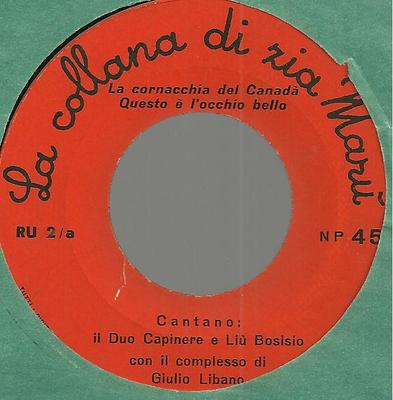 La collana di zia Marù
La cornacchia del Canadà
Questo è l'occhio bello
RU 2/a
NP 45
Cantano:
il Duo Capinere e Liù Bosisio
con il complesso di
Giulio Libano